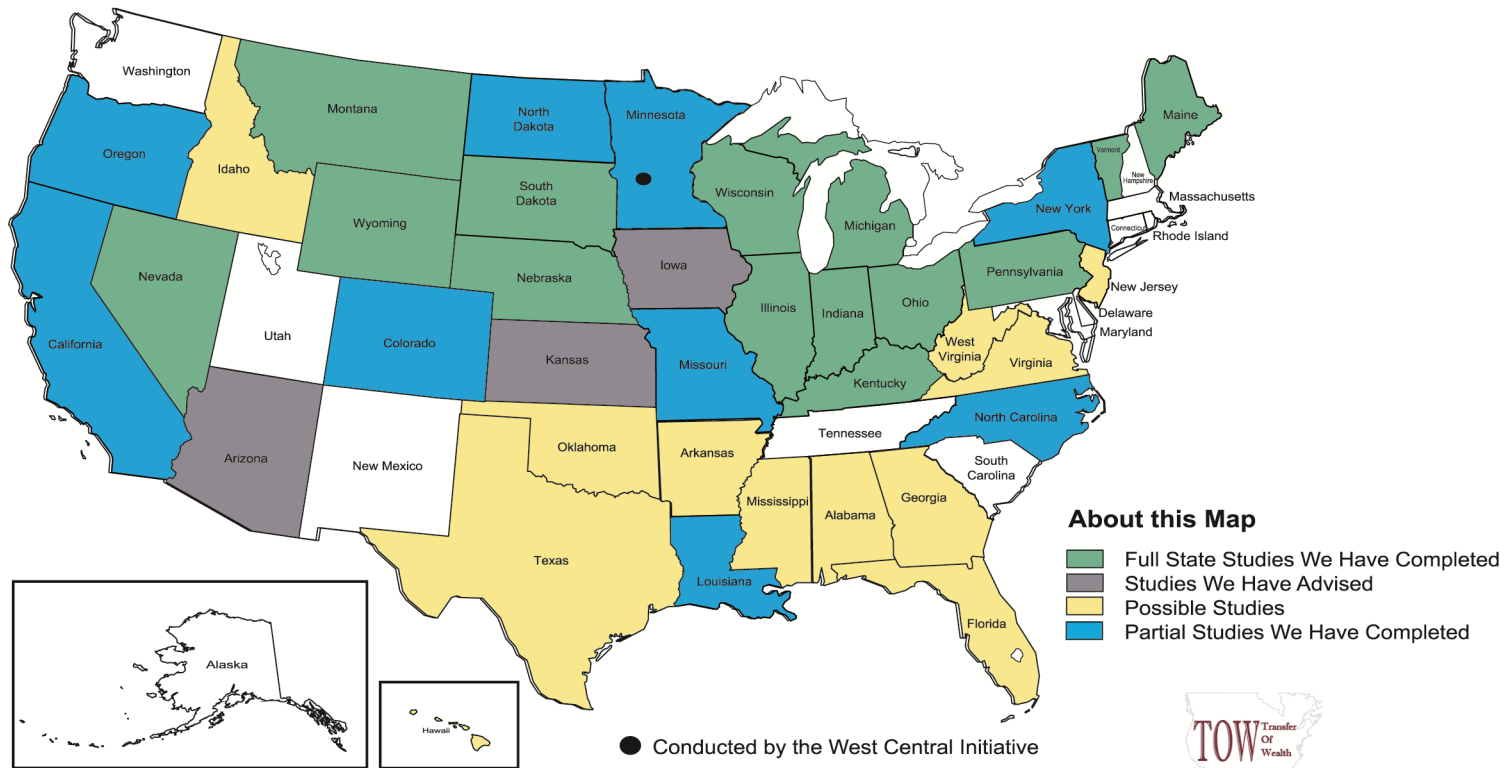 Washington
Montana
North
Dakota
Minnesota
Maine
Oregon
Idaho
Vermont
New
Hampshire
South
Dakota
Wisconsin
Massachusetts
Wyoming
Michigan
New York
Connecticut
Rhode Island
Nevada
Nebraska
Iowa
Pennsylvania
New Jersey
Illinois
Indiana
Ohio
Delaware
Maryland
California
Utah
Colorado
Kansas
Missouri
West
Virginia
Virginia
Kentucky
North Carolina
Tennessee
Arizona
New Mexico
Oklahoma
Arkansas
South
Carolina
Mississippi
Alabama
Georgia
Texas
Louisiana
Florida
Alaska
Hawaii
About this Map
Full State Studies We Have Completed
Studies We Have Advised
Possible Studies
Partial Studies We Have Completed
Conducted by the West Central Initiative
TOW
Transfer
Of
Wealth